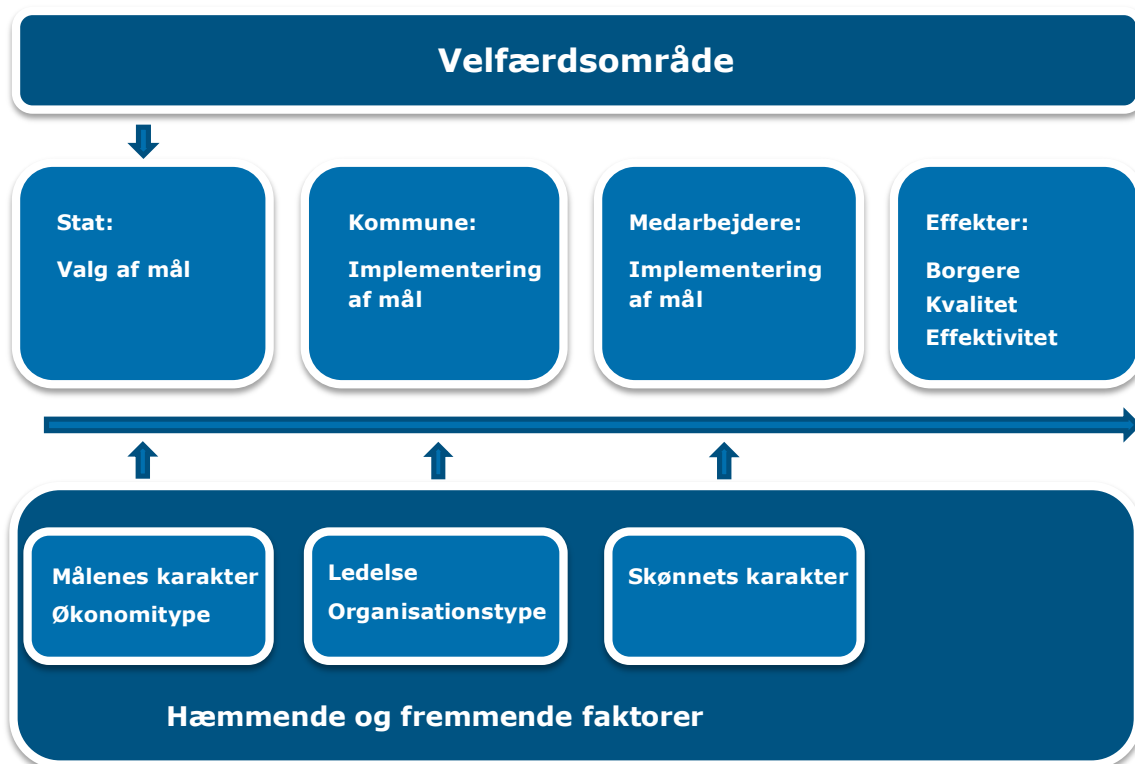 Velfærdsområde
Stat:
Valg af mål
Kommune:
Implementering
af mål
Medarbejdere:
Implementering
af mål
Effekter:
Borgere
Kvalitet
Effektivitet
Målenes karakter
Økonomitype
Ledelse
Organisationstype
Skønnets karakter
Hæmmende og fremmende faktorer